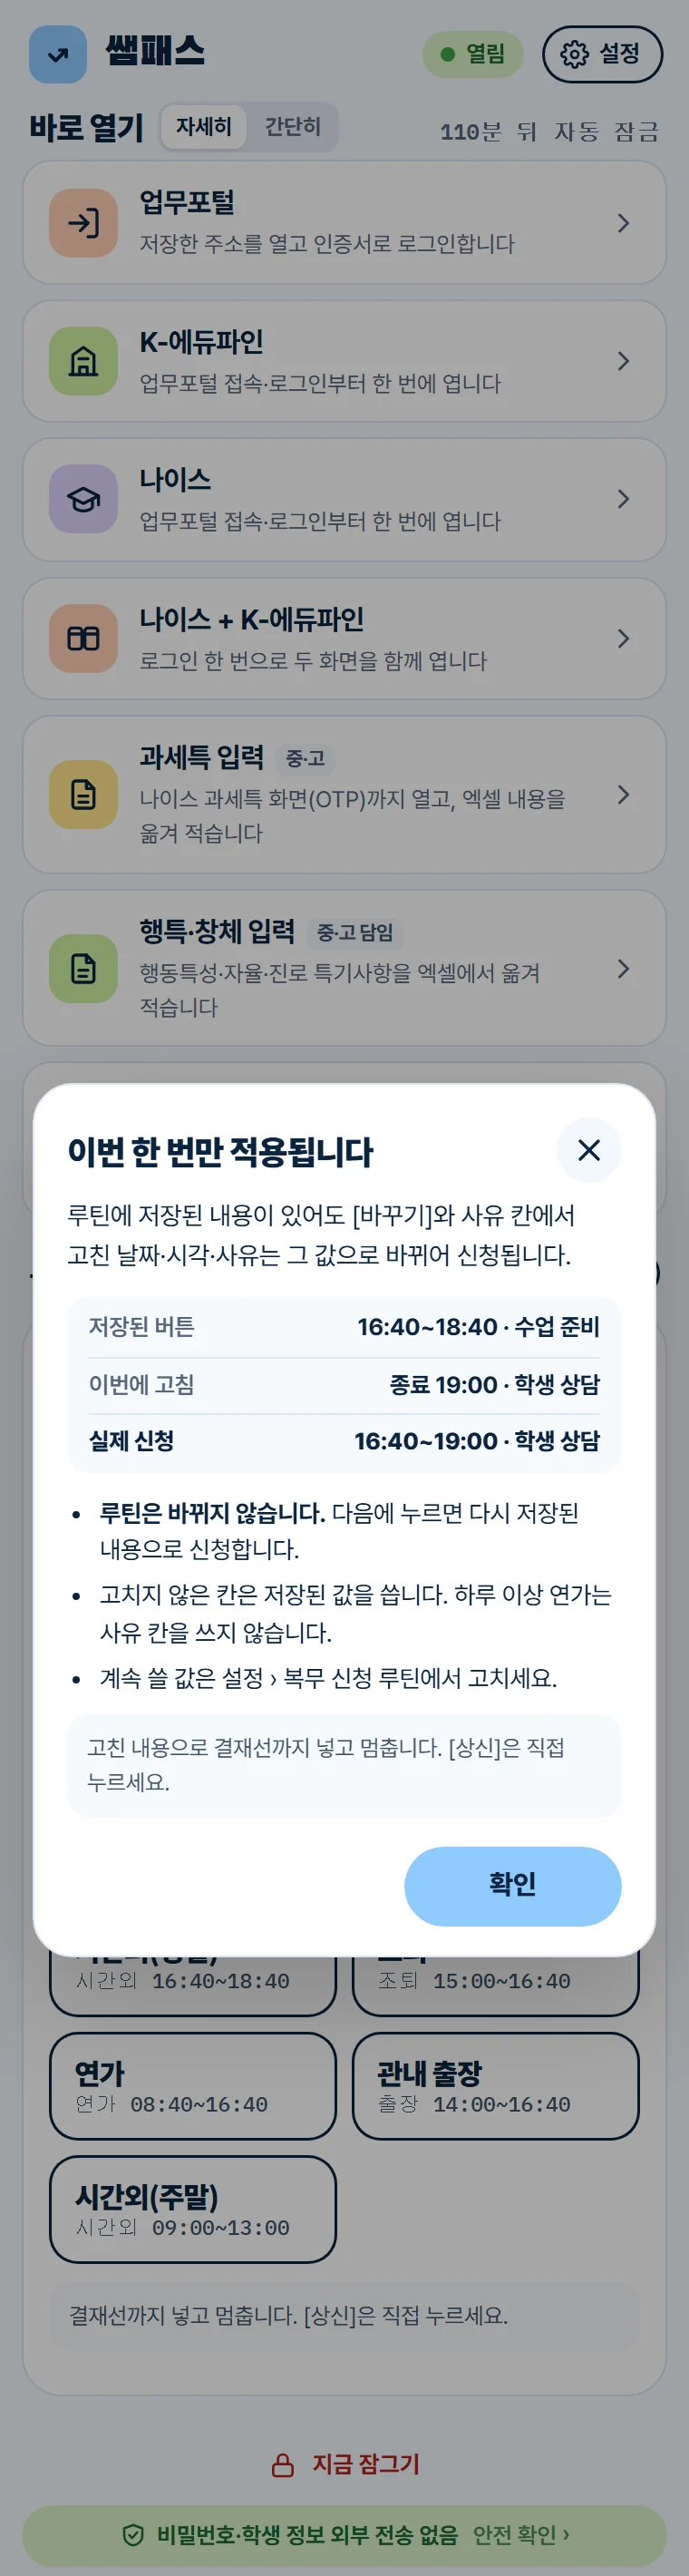 쌤패스
열림
설정
바로 열기
자세히
간단히
110분 뒤 자동 잠금
업무포털
저장한 주소를 열고 인증서로 로그인합니다
K-에듀파인
업무포털 접속·로그인부터 한 번에 엽니다
나이스
업무포털 접속·로그인부터 한 번에 엽니다
나이스 + K-에듀파인
로그인 한 번으로 두 화면을 함께 엽니다
과세특 입력 중·고
나이스 과세특 화면(OTP)까지 열고, 엑셀 내용을
옮겨 적습니다
행특·창체 입력 중·고 담임
행동특성·자율·진로 특기사항을 엑셀에서 옮겨
적습니다
이번 한 번만 적용됩니다
루틴에 저장된 내용이 있어도 [바꾸기]와 사유 칸에서
고친 날짜·시각·사유는 그 값으로 바뀌어 신청됩니다.
저장된 버튼 16:40~18:40 · 수업 준비
이번에 고침 종료 19:00 · 학생 상담
실제 신청 16:40~19:00 · 학생 상담
• 루틴은 바뀌지 않습니다. 다음에 누르면 다시 저장된
내용으로 신청합니다.
• 고치지 않은 칸은 저장된 값을 씁니다. 하루 이상 연가는
사유 칸을 쓰지 않습니다.
• 계속 쓸 값은 설정 › 복무 신청 루틴에서 고치세요.
고친 내용으로 결재선까지 넣고 멈춥니다. [상신]은 직접
누르세요.
확인
시간외 16:40~18:40
조퇴 15:00~16:40
연가
연가 08:40~16:40
관내 출장
출장 14:00~16:40
시간외(주말)
시간외 09:00~13:00
결재선까지 넣고 멈춥니다. [상신]은 직접 누르세요.
지금 잠그기
비밀번호·학생 정보 외부 전송 없음 안전 확인 ›